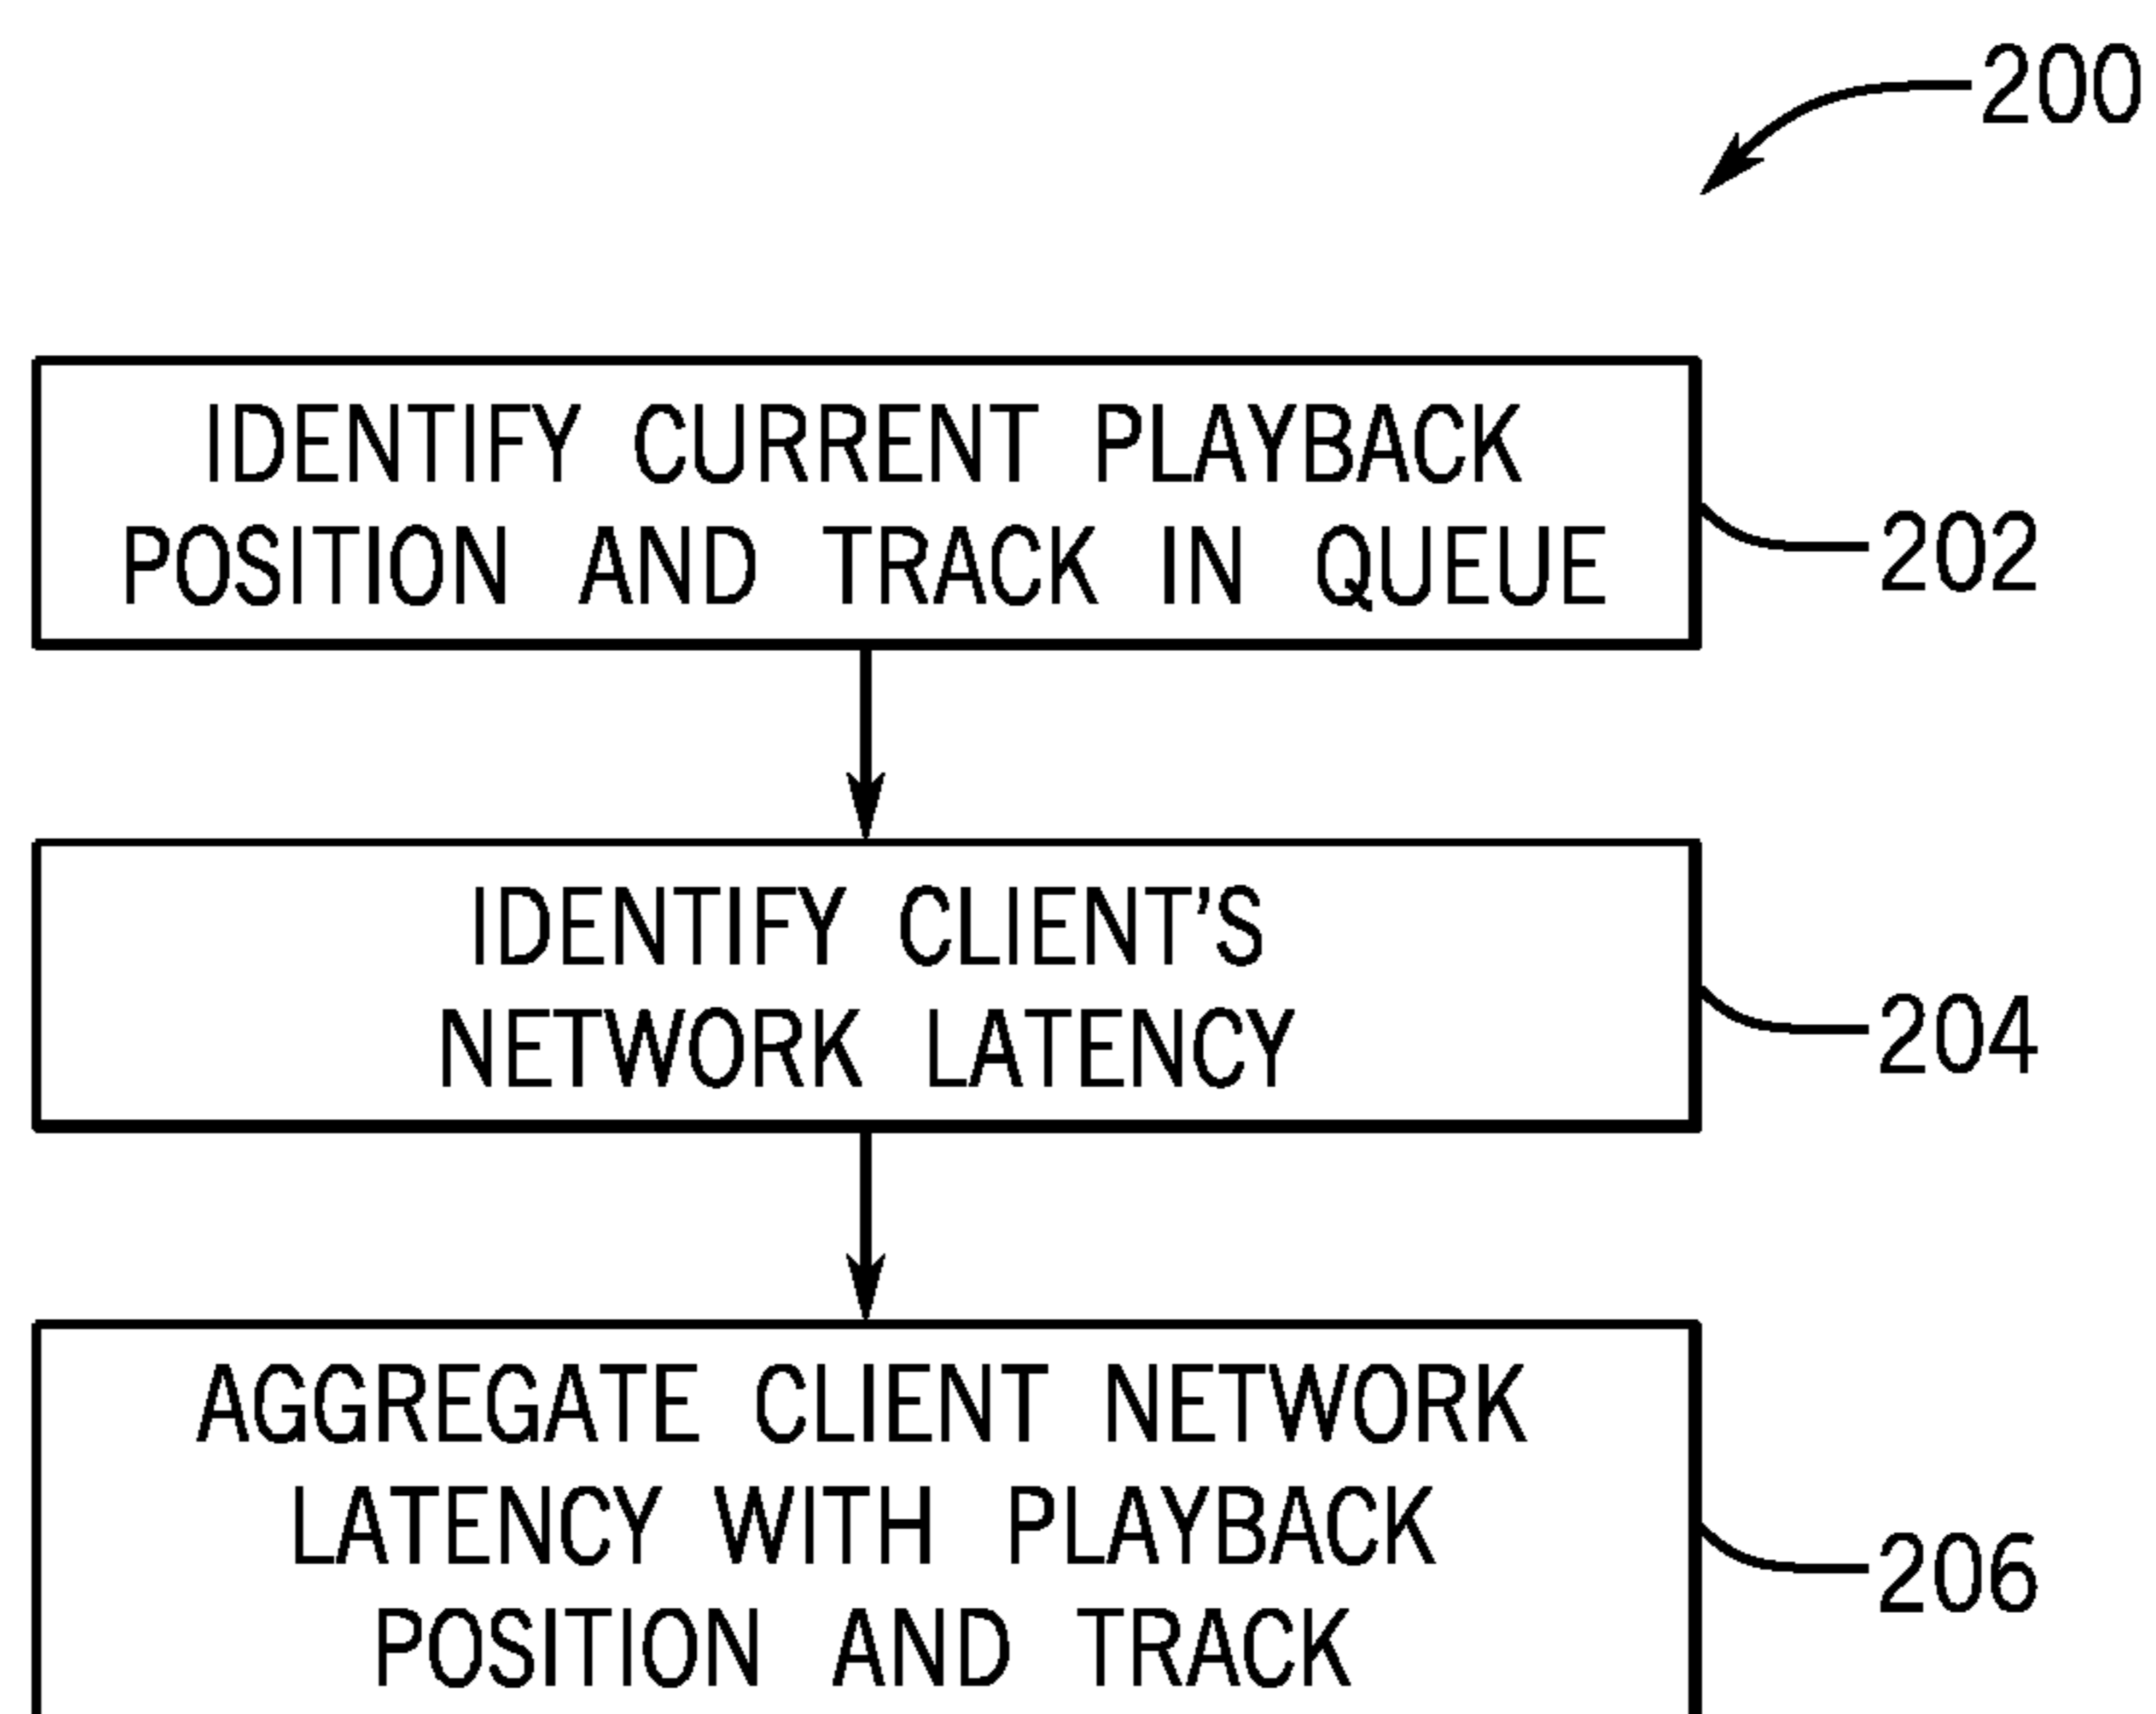 200
IDENTIFY CURRENT PLAYBACK
POSITION AND TRACK IN QUEUE
202
IDENTIFY CLIENT'S
NETWORK LATENCY
204
AGGREGATE CLIENT NETWORK
LATENCY WITH PLAYBACK
POSITION AND TRACK
206